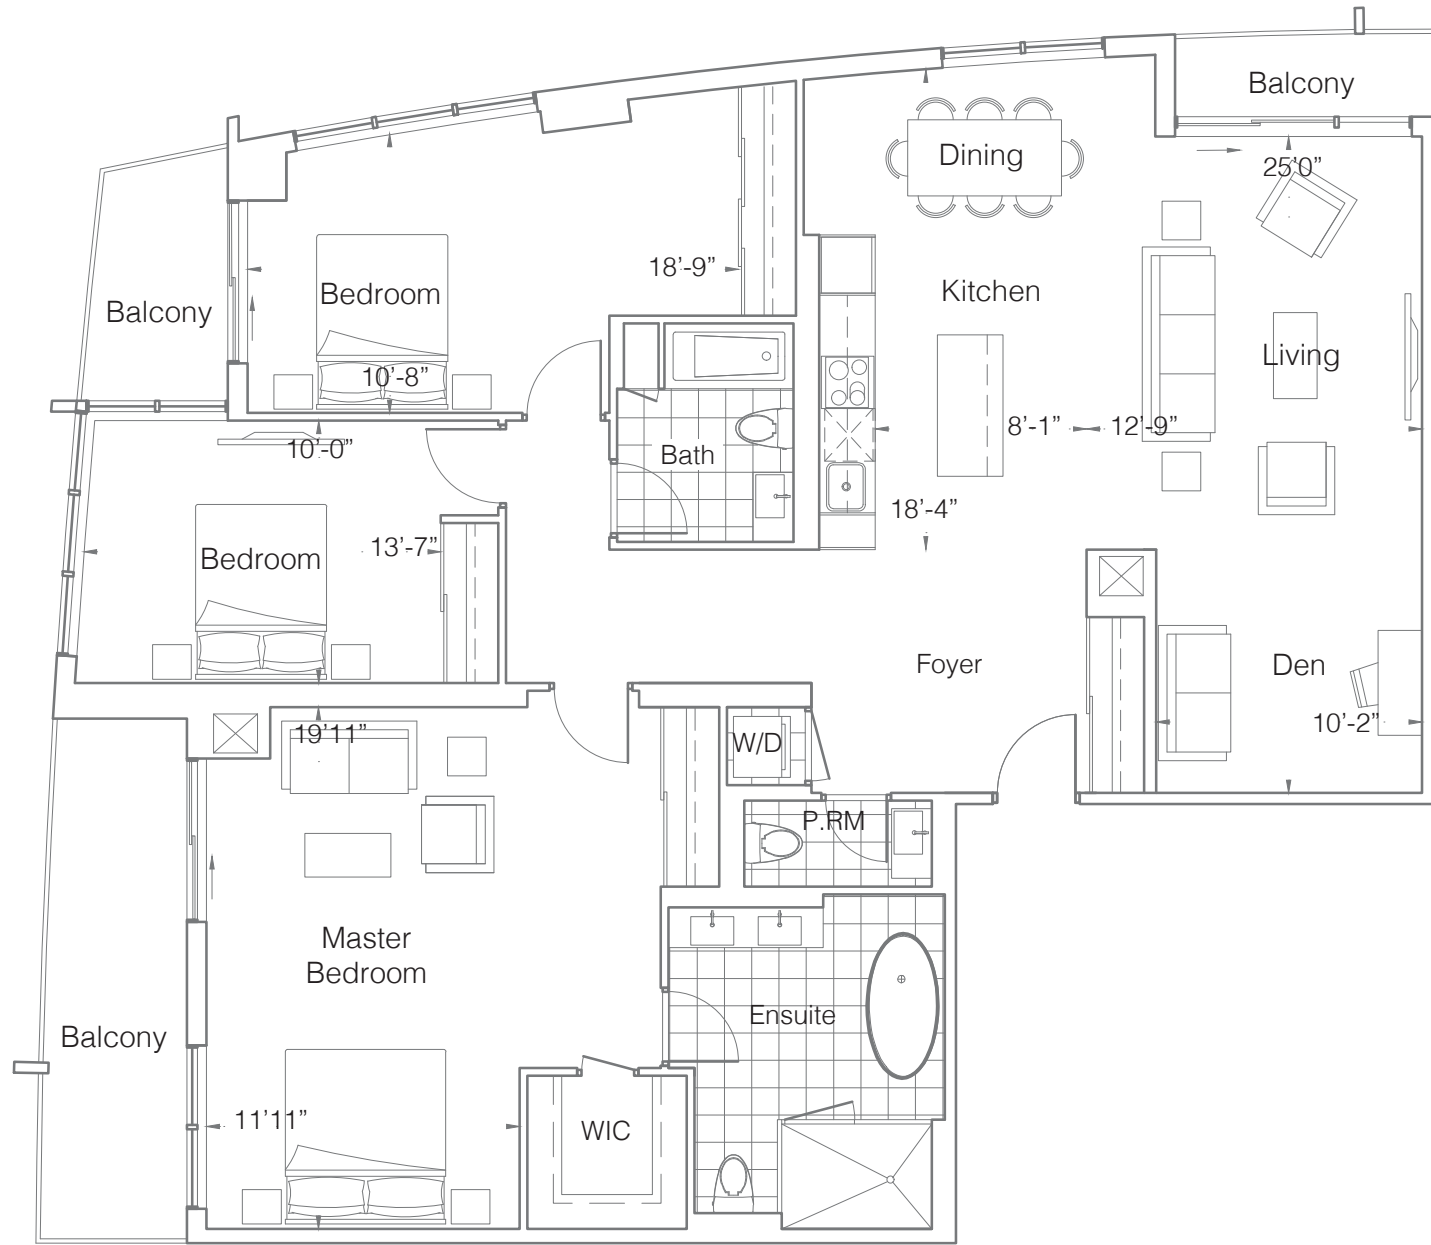 Balcony
Dining
25'0”
18'-9”
Bedroom
Kitchen
Balcony
Living
10'-8”
8'-1”
12'-9”
10'-0”
Bath
18'-4”
13'-7”
Bedroom
Foyer
Den
10'-2”
19'11”
W/D
P.RM
Master
Bedroom
Ensuite
Balcony
11'11”
WIC